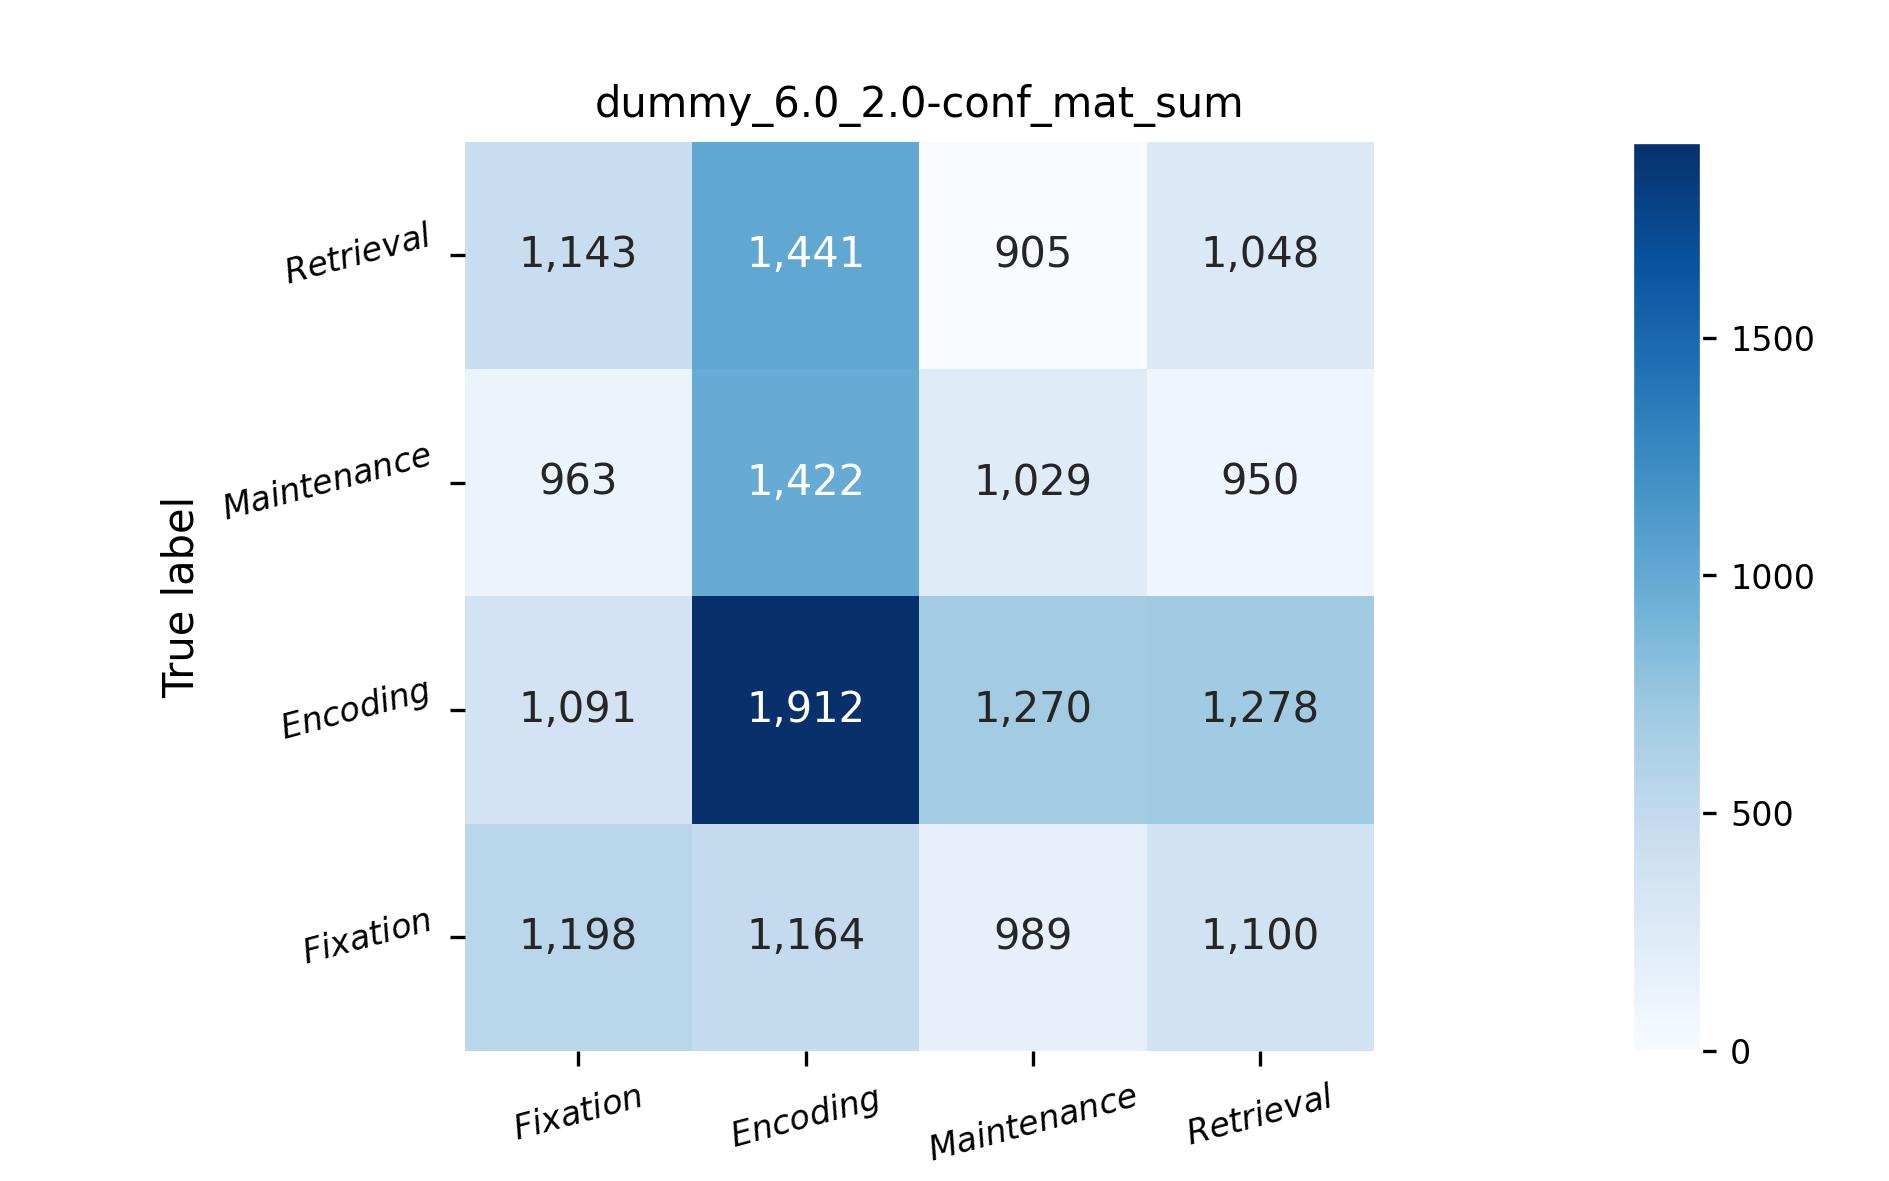 dummy_6.0_2.0-conf_mat_sum
Retrieval 1,143 1,441 905 1,048
Maintenance 963 1,422 1,029 950
Encoding 1,091 1,912 1,270 1,278
Fixation 1,198 1,164 989 1,100
True label
Fixation Encoding Maintenance Retrieval
1500
1000
500
0